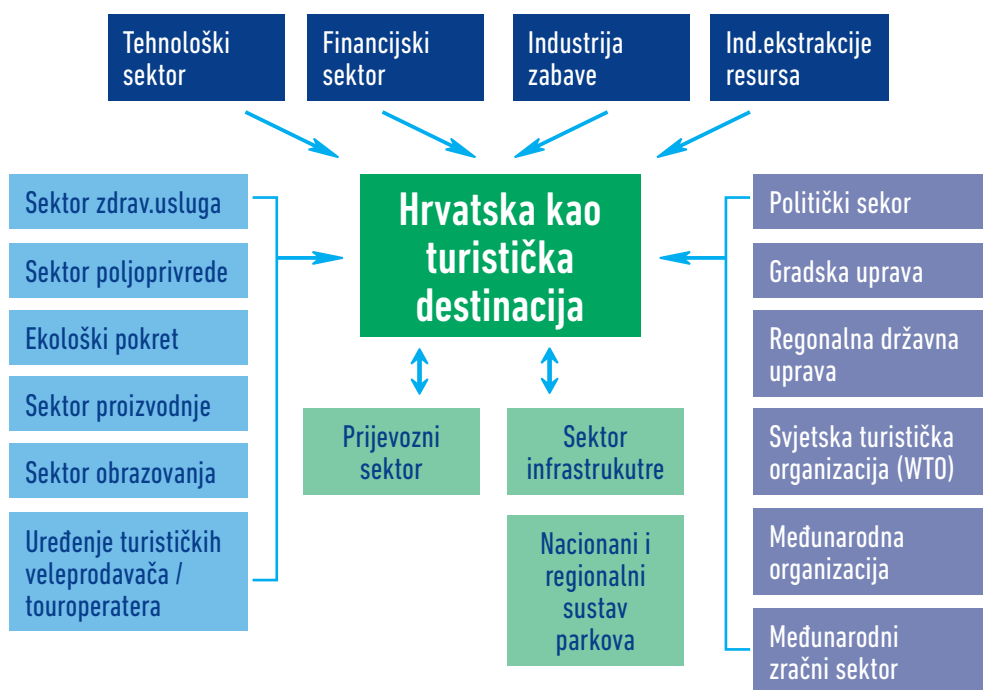 Tehnološki
sektor
Financijski
sektor
Industrija
zabave
Ind.ekstrakcije
resursa
Sektor zdrav.usluga
Sektor poljoprivrede
Ekološki pokret
Sektor proizvodnje
Sektor obrazovanja
Uređenje turističkih
veleprodavača /
touroperatera
Hrvatska kao
turistička
destinacija
Prijevozni
sektor
Sektor
infrastrukutre
Nacionani i
regionalni
sustav
parkova
Politički sekor
Gradska uprava
Regonalna državna
uprava
Svjetska turistička
organizacija (WTO)
Međunarodna
organizacija
Međunarodni
zračni sektor